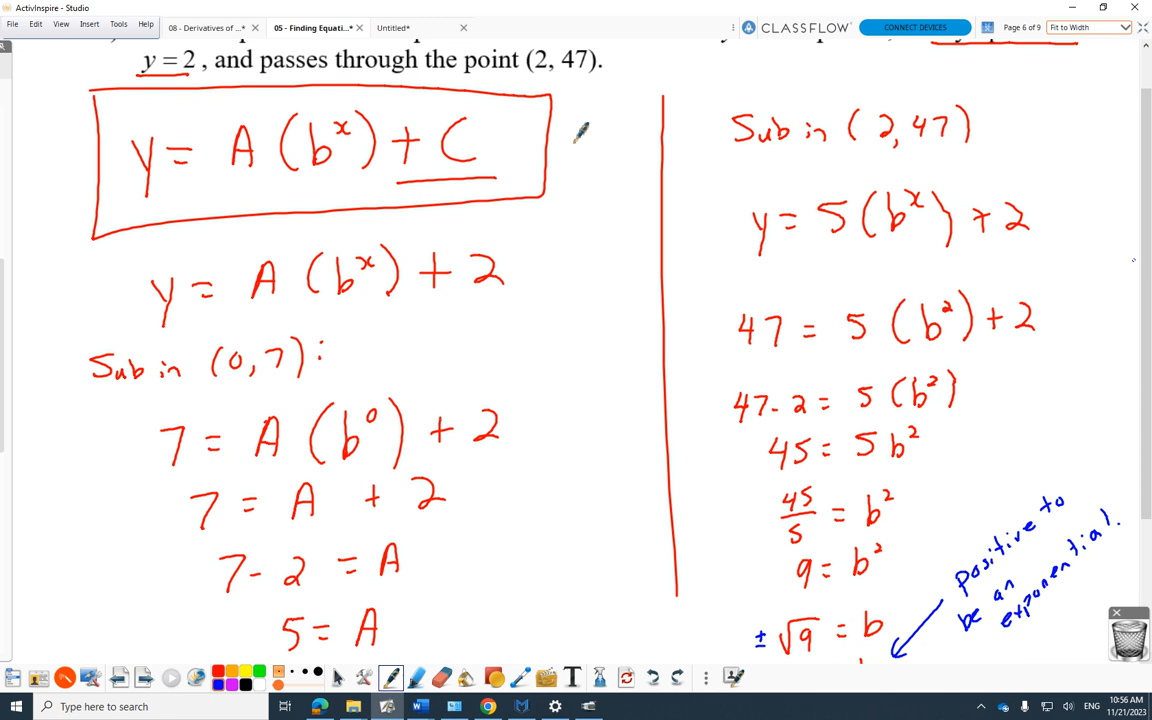 ActivInspire - Studio
File Edit View Insert Tools Help
08 - Derivatives of ...* 05 - Finding Equati...* Untitled*
CLASSFLOW CONNECT DEVICES Page 6 of 9 Fit to Width
y = 2 , and passes through the point (2, 47).
y = A (b^x) + C
y = A (b^x) + 2
Sub in (0, 7) :
7 = A (b^0) + 2
7 = A + 2
7 - 2 = A
5 = A
Sub in (2, 47)
y = 5 (b^x) + 2
47 = 5 (b^2) + 2
47 - 2 = 5 (b^2)
45 = 5 b^2
45/5 = b^2
9 = b^2
± √9 = b
positive to
be an
exponential.
Type here to search
ENG
10:56 AM
11/21/2023